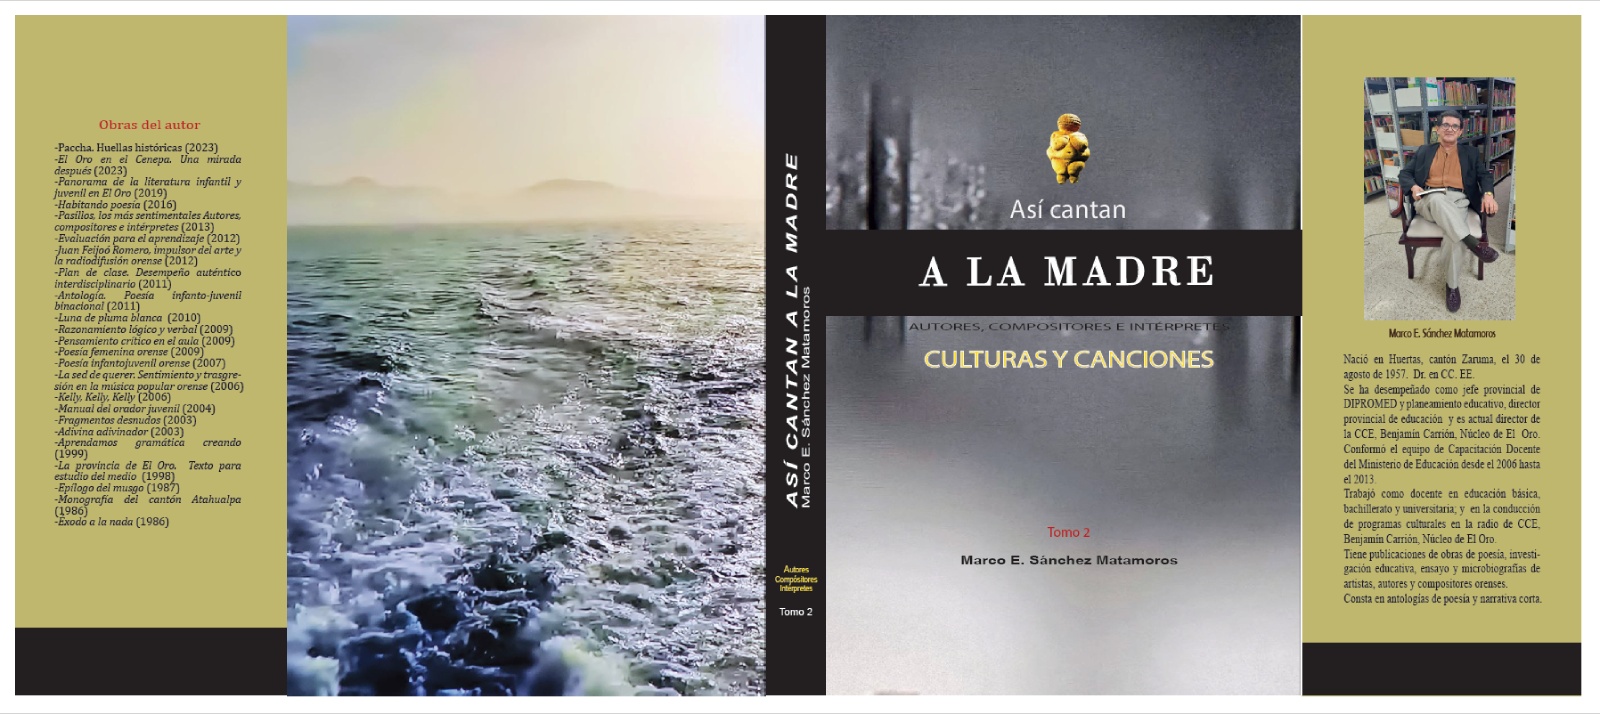 Obras del autor
-Paccha. Huellas históricas (2023)
-El Oro en el Cenepa. Una mirada
después (2023)
-Panorama de la literatura infantil y
juvenil en El Oro (2019)
-Habitando poesía (2016)
-Pasillos, los más sentimentales Autores,
compositores e intérpretes (2013)
-Evaluación para el aprendizaje (2012)
-Juan Feijoó Romero, impulsor del arte y
la radiodifusión orense (2012)
-Plan de clase. Desempeño auténtico
interdisciplinario (2011)
-Antología. Poesía infanto-juvenil
binacional (2011)
-Luna de pluma blanca (2010)
-Razonamiento lógico y verbal (2009)
-Pensamiento crítico en el aula (2009)
-Poesía femenina orense (2009)
-Poesía infantojuvenil orense (2007)
-La sed de querer. Sentimiento y trasgre-
sión en la música popular orense (2006)
-Kelly, Kelly, Kelly (2006)
-Manual del orador juvenil (2004)
-Fragmentos desnudos (2003)
-Adivina adivinador (2003)
-Aprendamos gramática creando
(1999)
-La provincia de El Oro. Texto para
estudio del medio (1998)
-Epílogo del musgo (1987)
-Monografía del cantón Atahualpa
(1986)
-Éxodo a la nada (1986)
ASÍ CANTAN A LA MADRE
Marco E. Sánchez Matamoros
Autores
Compósitores
Intérpretes
Tomo 2
Así cantan
A LA MADRE
AUTORES, COMPOSITORES E INTÉRPRETES
CULTURAS Y CANCIONES
Tomo 2
Marco E. Sánchez Matamoros
Marco E. Sánchez Matamoros
Nació en Huertas, cantón Zaruma, el 30 de
agosto de 1957. Dr. en CC. EE.
Se ha desempeñado como jefe provincial de
DIPROMED y planeamiento educativo, director
provincial de educación y es actual director de
la CCE, Benjamín Carrión, Núcleo de El Oro.
Conformó el equipo de Capacitación Docente
del Ministerio de Educación desde el 2006 hasta
el 2013.
Trabajó como docente en educación básica,
bachillerato y universitaria; y en la conducción
de programas culturales en la radio de CCE,
Benjamín Carrión, Núcleo de El Oro.
Tiene publicaciones de obras de poesía, investi-
gación educativa, ensayo y microbiografías de
artistas, autores y compositores orenses.
Consta en antologías de poesía y narrativa corta.